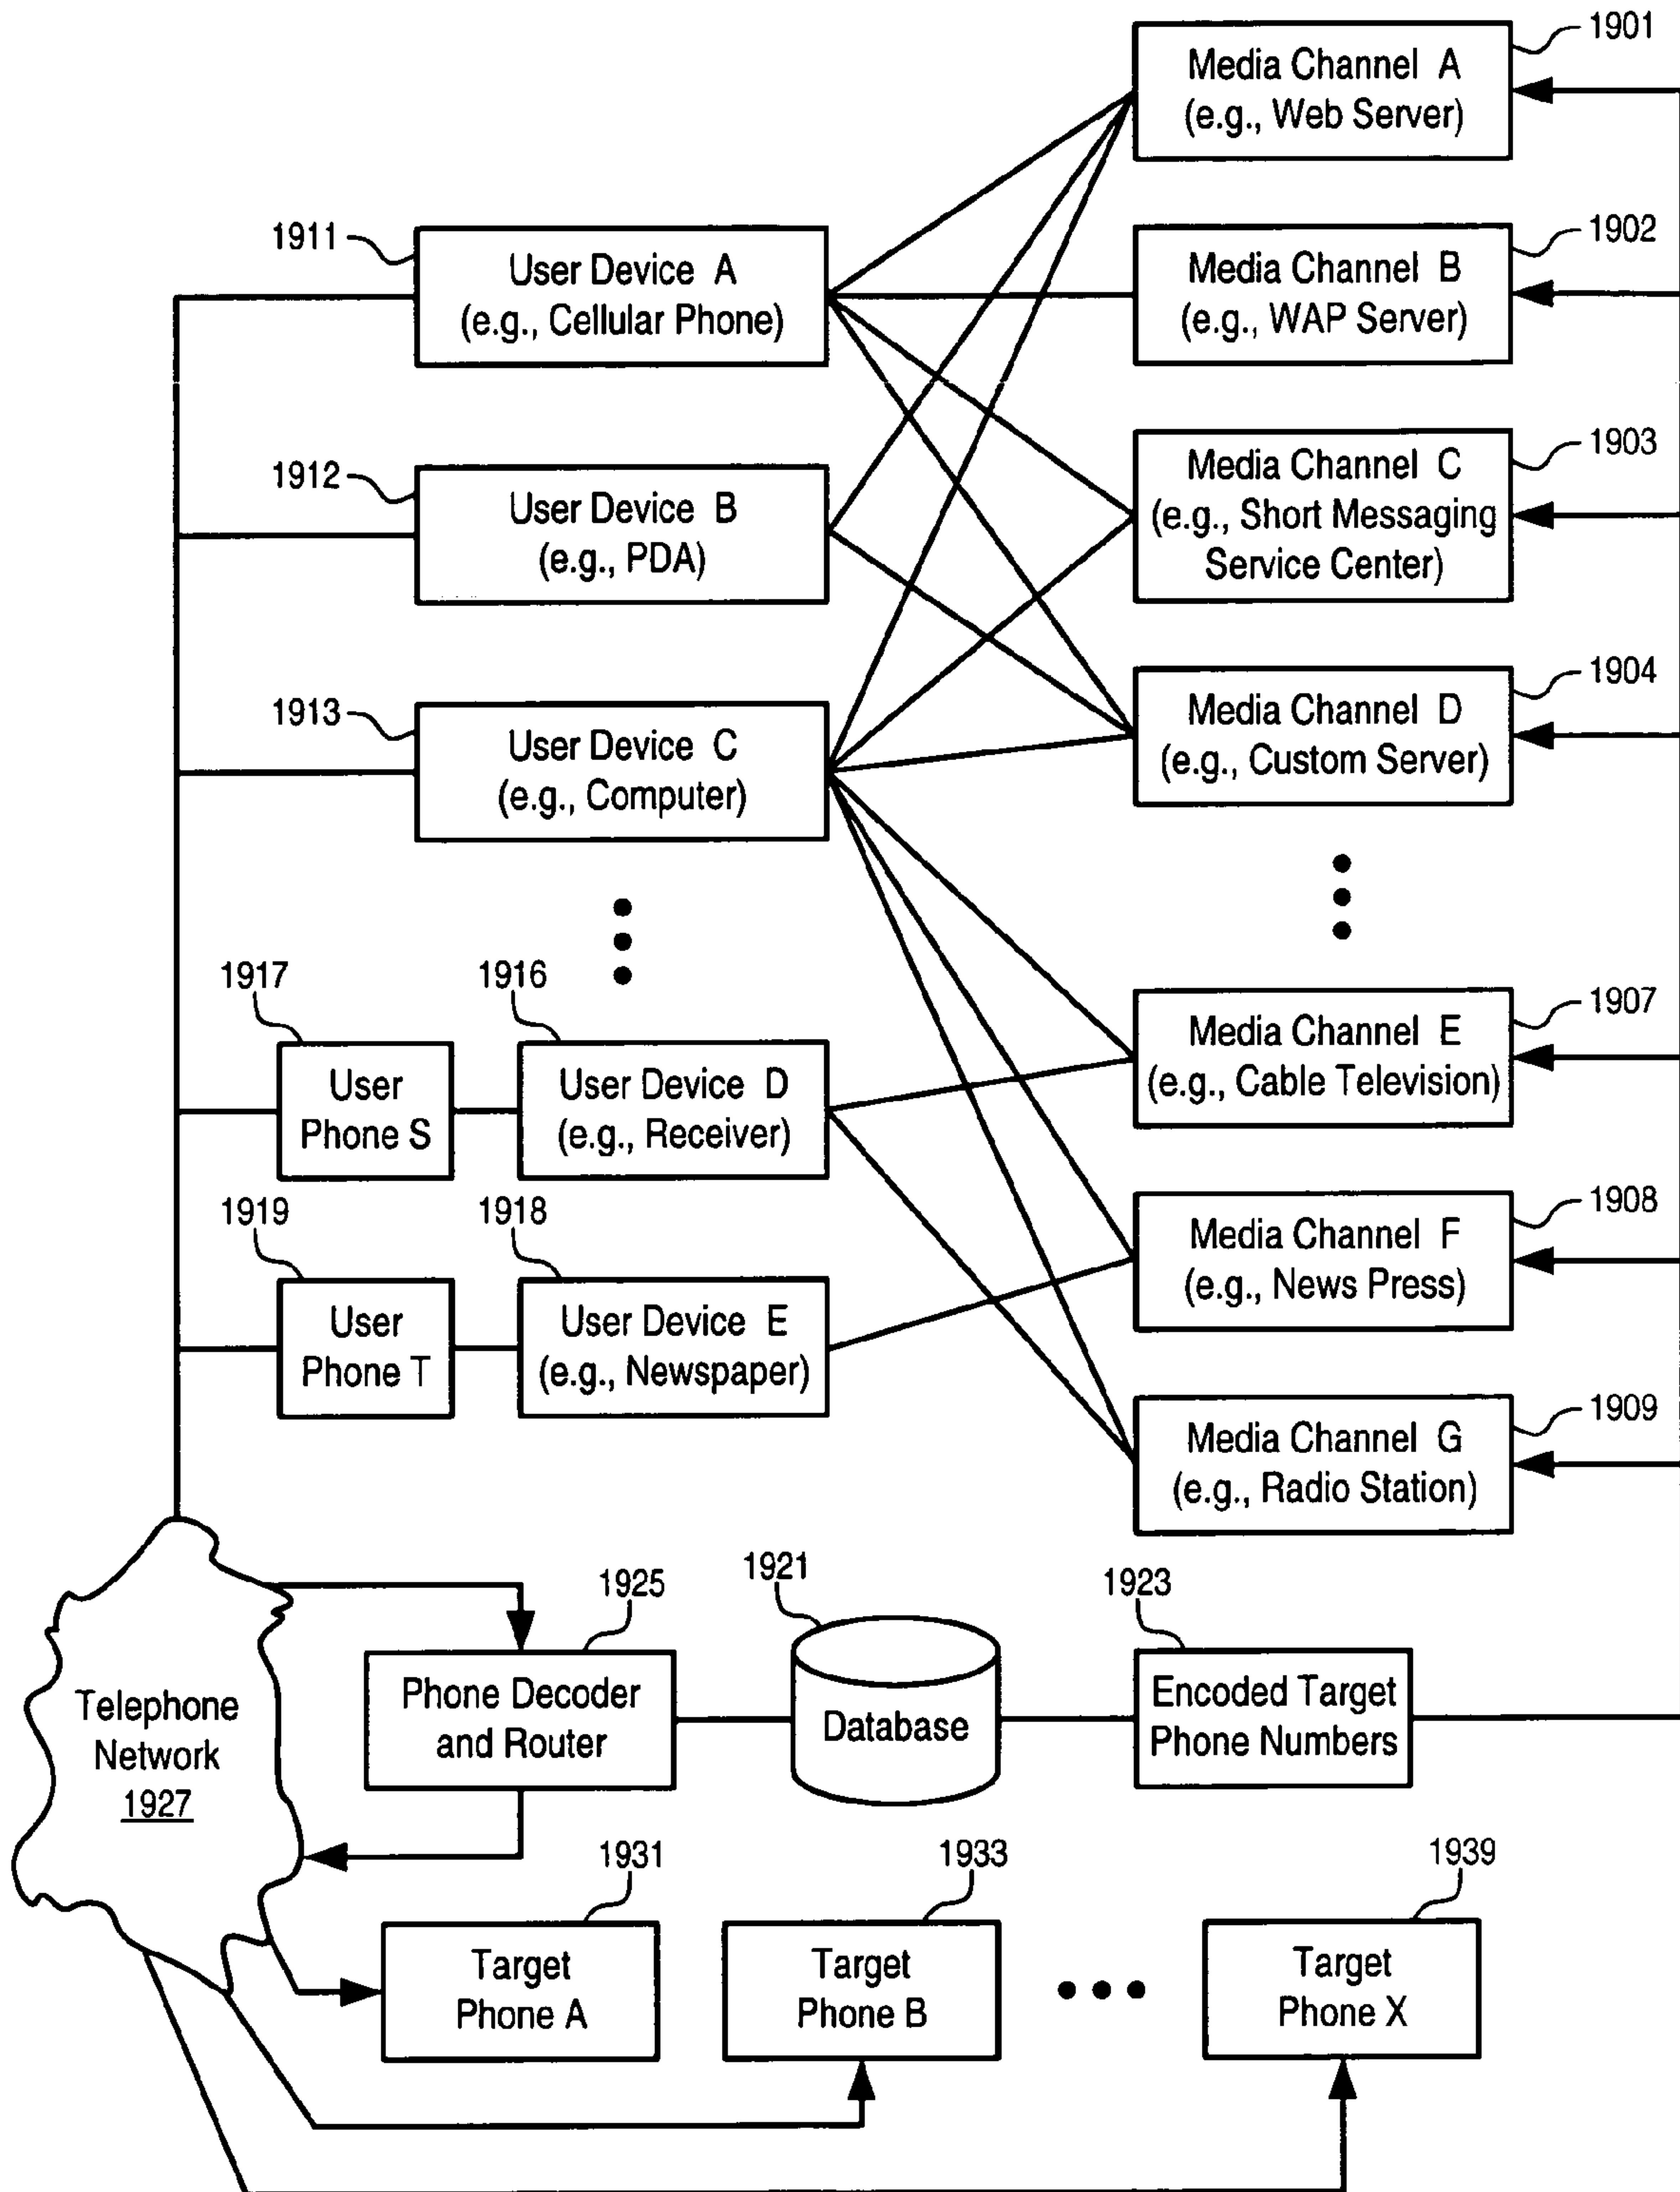 1901
Media Channel A
(e.g., Web Server)
1911
User Device A
(e.g., Cellular Phone)
1902
Media Channel B
(e.g., WAP Server)
1912
User Device B
(e.g., PDA)
1903
Media Channel C
(e.g., Short Messaging
Service Center)
1913
User Device C
(e.g., Computer)
1904
Media Channel D
(e.g., Custom Server)
1917
User
Phone S
1916
User Device D
(e.g., Receiver)
1907
Media Channel E
(e.g., Cable Television)
1919
User
Phone T
1918
User Device E
(e.g., Newspaper)
1908
Media Channel F
(e.g., News Press)
1909
Media Channel G
(e.g., Radio Station)
Telephone
Network
1927
1925
Phone Decoder
and Router
1921
Database
1923
Encoded Target
Phone Numbers
1931
Target
Phone A
1933
Target
Phone B
1939
Target
Phone X